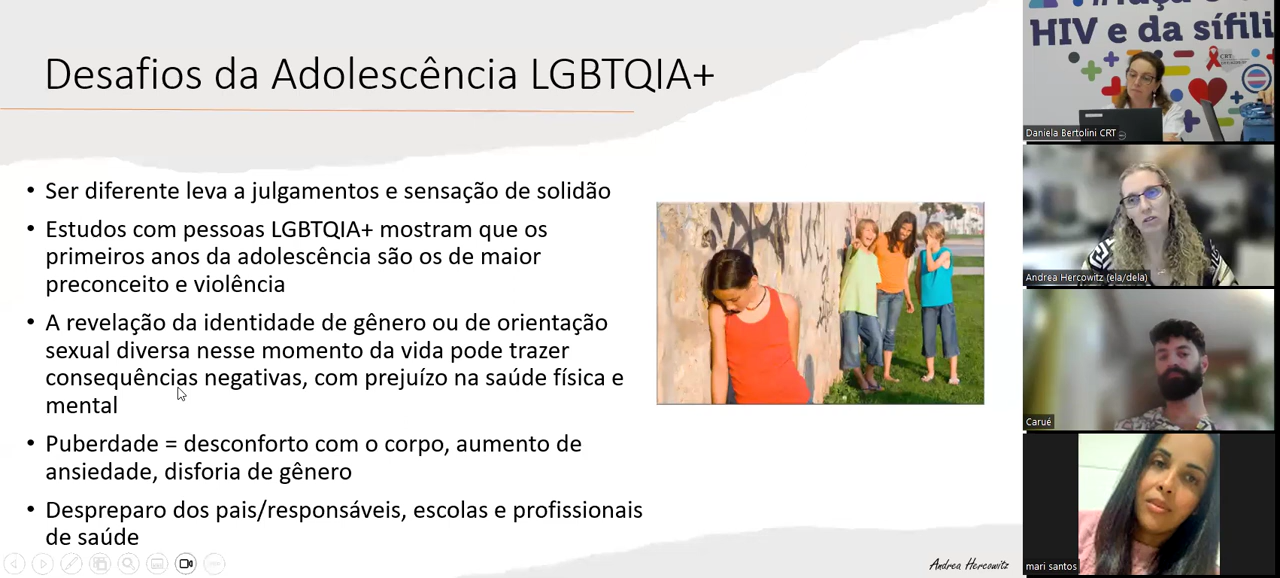 Desafios da Adolescência LGBTQIA+
• Ser diferente leva a julgamentos e sensação de solidão
• Estudos com pessoas LGBTQIA+ mostram que os
primeiros anos da adolescência são os de maior
preconceito e violência
• A revelação da identidade de gênero ou de orientação
sexual diversa nesse momento da vida pode trazer
consequências negativas, com prejuízo na saúde física e
mental
• Puberdade = desconforto com o corpo, aumento de
ansiedade, disforia de gênero
• Despreparo dos pais/responsáveis, escolas e profissionais
de saúde
Andrea Hercowitz
HIV e da sífili
CRT
Daniela Bertolini CRT
Andrea Hercowitz (ela/dela)
Carué
mari santos